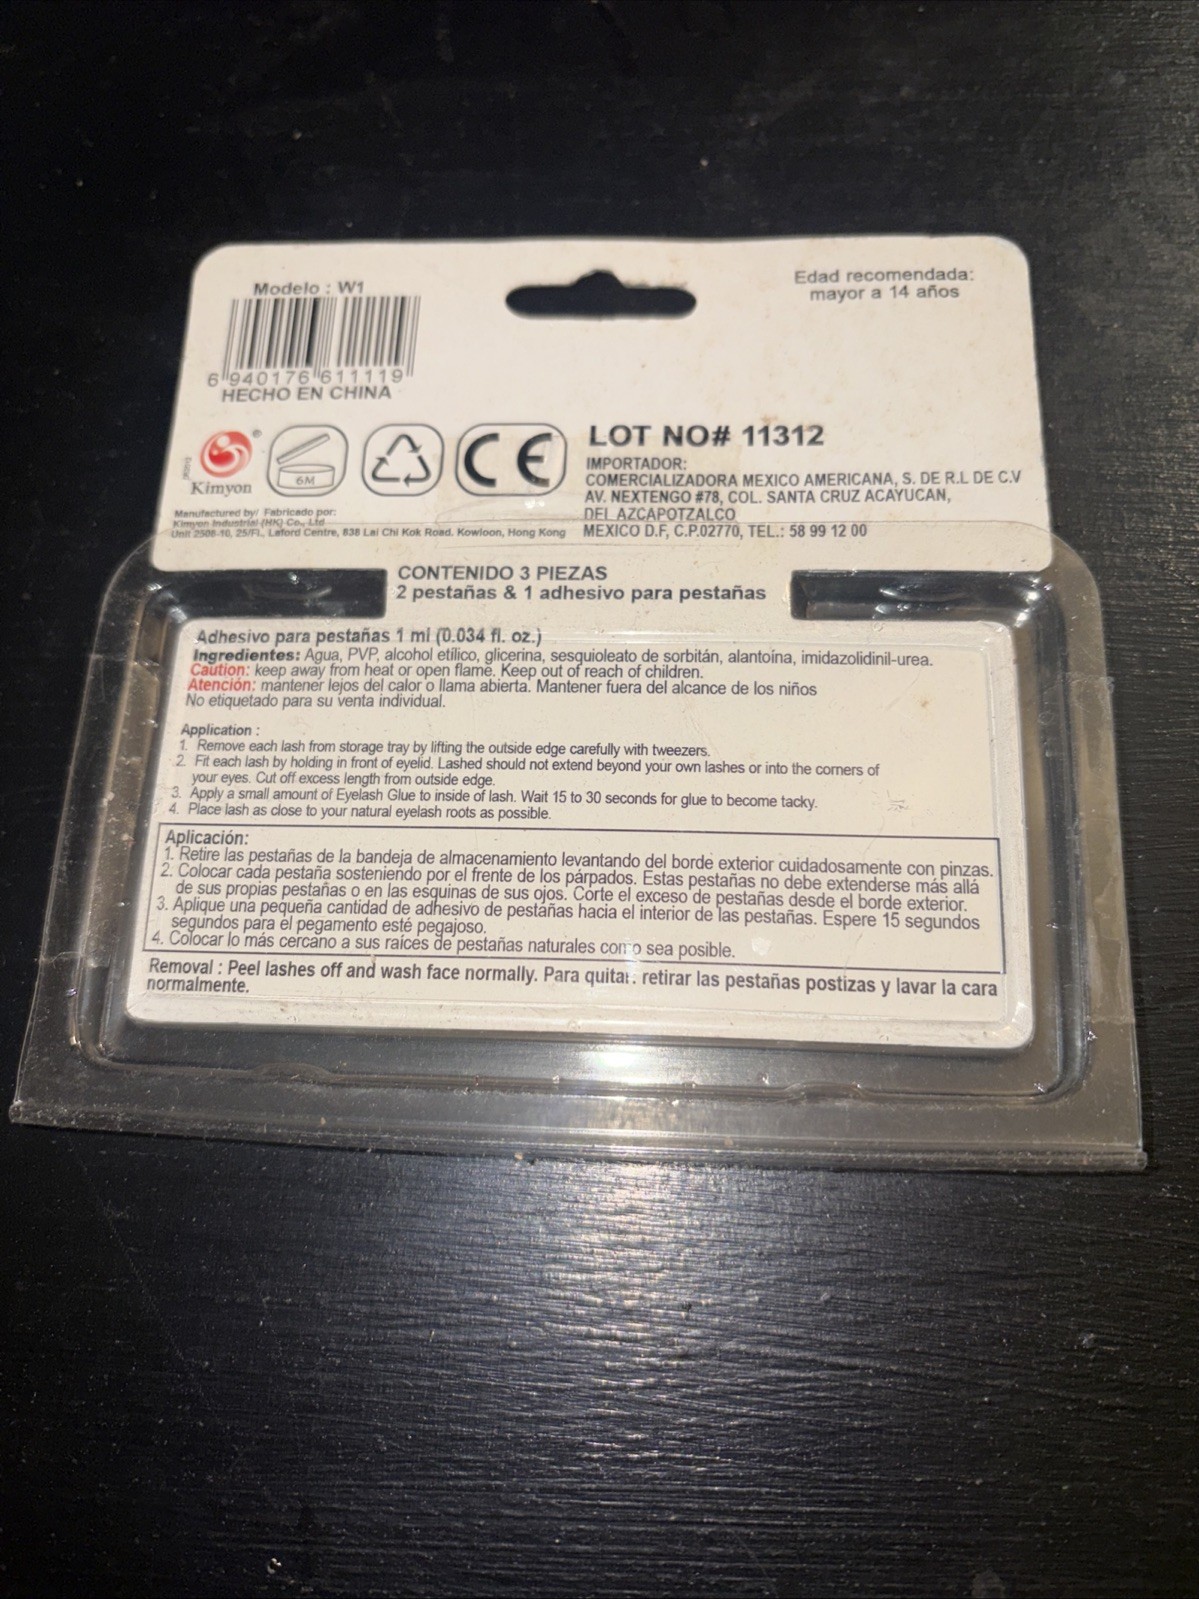 Modelo : W1
6 940176 611119
HECHO EN CHINA
Edad recomendada:
mayor a 14 años
Kimyon
®
6M
CE
Manufactured by/ Fabricado por:
Kimyon Industrial (HK) Co., Ltd
Unit 2508-10, 25/Fl., Laford Centre, 838 Lai Chi Kok Road. Kowloon, Hong Kong
LOT NO# 11312
IMPORTADOR:
COMERCIALIZADORA MEXICO AMERICANA, S. DE R.L DE C.V
AV. NEXTENGO #78, COL. SANTA CRUZ ACAYUCAN,
DEL AZCAPOTZALCO
MEXICO D.F, C.P.02770, TEL.: 58 99 12 00
CONTENIDO 3 PIEZAS
2 pestañas & 1 adhesivo para pestañas
Adhesivo para pestañas 1 ml (0.034 fl. oz.)
Ingredientes: Agua, PVP, alcohol etílico, glicerina, sesquioleato de sorbitán, alantoína, imidazolidinil-urea.
Caution: keep away from heat or open flame. Keep out of reach of children.
Atención: mantener lejos del calor o llama abierta. Mantener fuera del alcance de los niños
No etiquetado para su venta individual.
Application :
1. Remove each lash from storage tray by lifting the outside edge carefully with tweezers.
2. Fit each lash by holding in front of eyelid. Lashed should not extend beyond your own lashes or into the corners of
your eyes. Cut off excess length from outside edge.
3. Apply a small amount of Eyelash Glue to inside of lash. Wait 15 to 30 seconds for glue to become tacky.
4. Place lash as close to your natural eyelash roots as possible.
Aplicación:
1. Retire las pestañas de la bandeja de almacenamiento levantando del borde exterior cuidadosamente con pinzas.
2. Colocar cada pestaña sosteniendo por el frente de los párpados. Estas pestañas no debe extenderse más allá
de sus propias pestañas o en las esquinas de sus ojos. Corte el exceso de pestañas desde el borde exterior.
3. Aplique una pequeña cantidad de adhesivo de pestañas hacia el interior de las pestañas. Espere 15 segundos
segundos para el pegamento esté pegajoso.
4. Colocar lo más cercano a sus raíces de pestañas naturales como sea posible.
Removal : Peel lashes off and wash face normally. Para quitar: retirar las pestañas postizas y lavar la cara
normalmente.